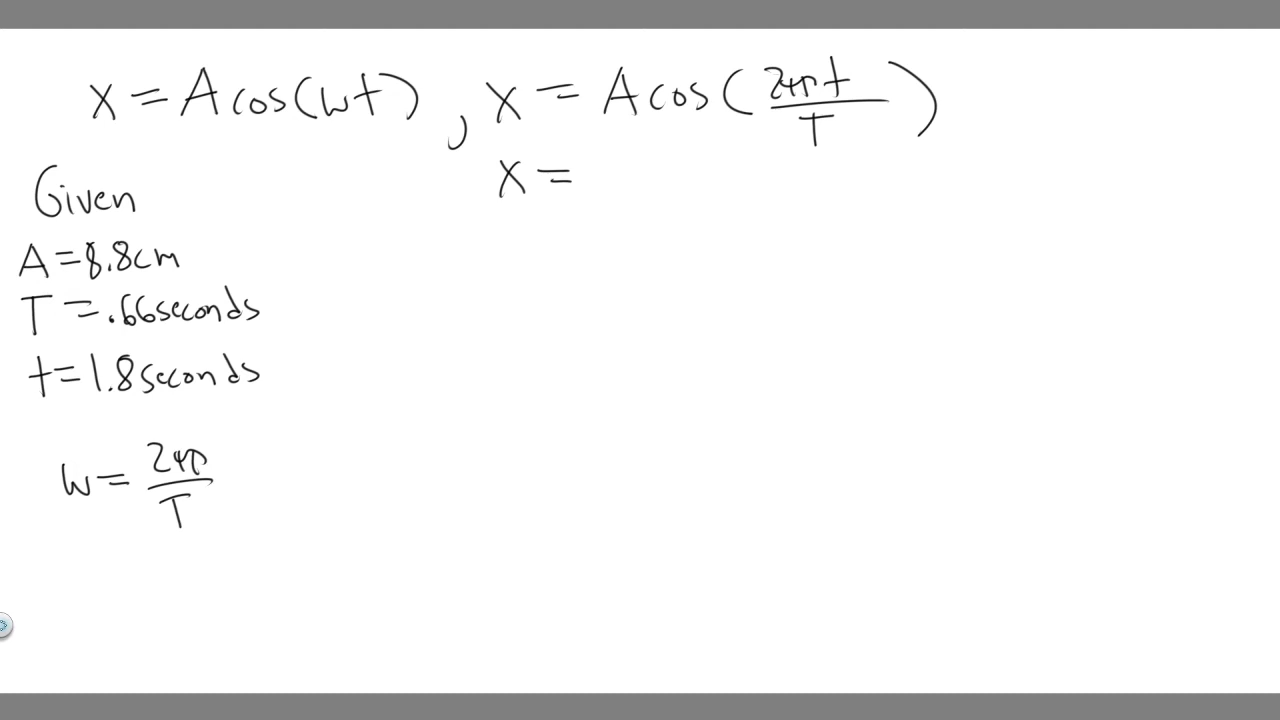 x = A cos(wt), x = A cos(2πt/T)
x =
Given
A = 8.8cm
T = .66seconds
t = 1.8seconds
w = 2π/T